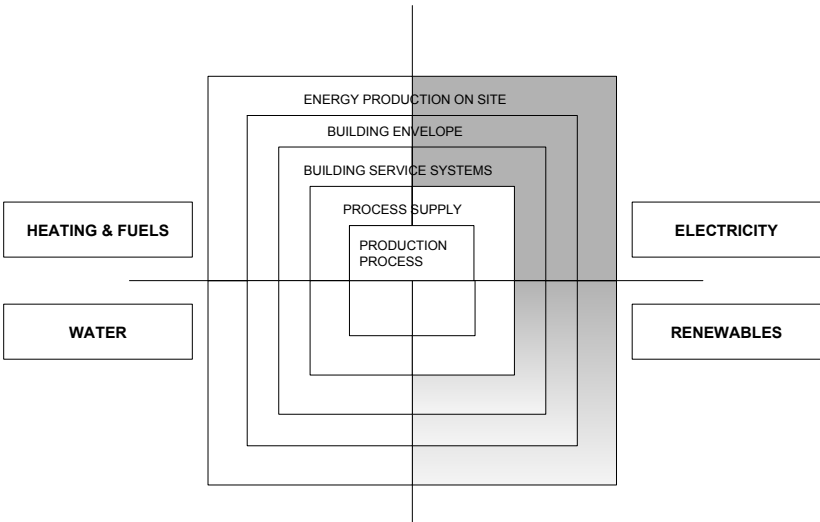 ENERGY PRODUCTION ON SITE
BUILDING ENVELOPE
BUILDING SERVICE SYSTEMS
PROCESS SUPPLY
PRODUCTION
PROCESS
HEATING & FUELS
ELECTRICITY
WATER
RENEWABLES